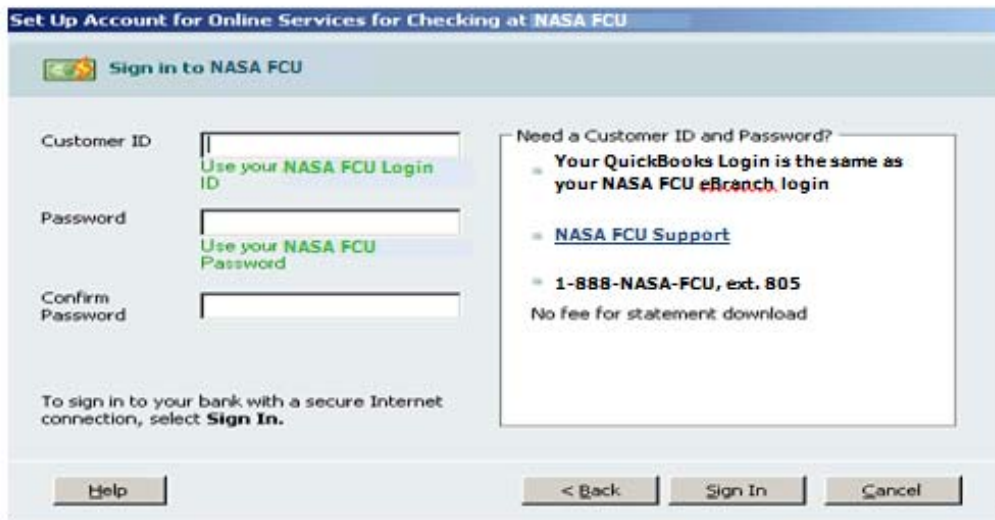 Set Up Account for Online Services for Checking at NASA FCU
Sign in to NASA FCU
Customer ID
Use your NASA FCU Login
ID
Password
Use your NASA FCU
Password
Confirm
Password
To sign in to your bank with a secure Internet
connection, select Sign In.
Need a Customer ID and Password?
Your QuickBooks Login is the same as
your NASA FCU eBranch login
NASA FCU Support
1-888-NASA-FCU, ext. 805
No fee for statement download
Help
< Back
Sign In
Cancel